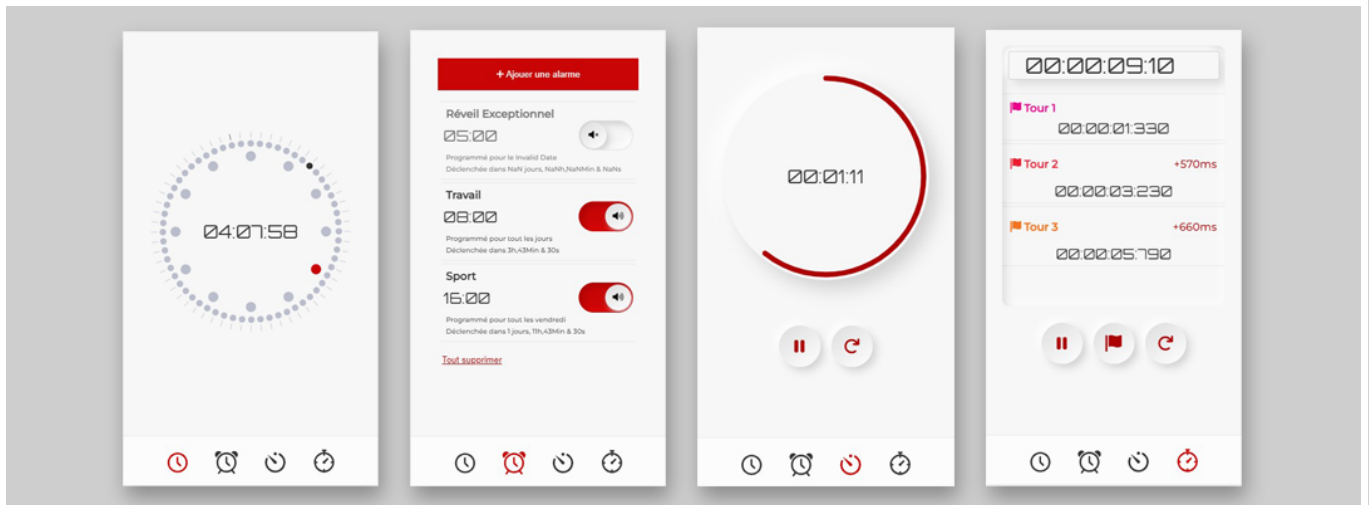 04:07:58
+ Ajouter une alarme
Réveil Exceptionnel
05:00
Programmé pour le Invalid Date
Déclenchée dans NaN jours, NaNh,NaNMin & NaNs
Travail
08:00
Programmé pour tout les jours
Déclenchée dans 3h,43Min & 30s
Sport
16:00
Programmé pour tout les vendredi
Déclenchée dans 1 jours, 11h,43Min & 30s
Tout supprimer
00:01:11
00:00:09:10
Tour 1
00:00:01:330
Tour 2 +570ms
00:00:03:230
Tour 3 +660ms
00:00:05:790